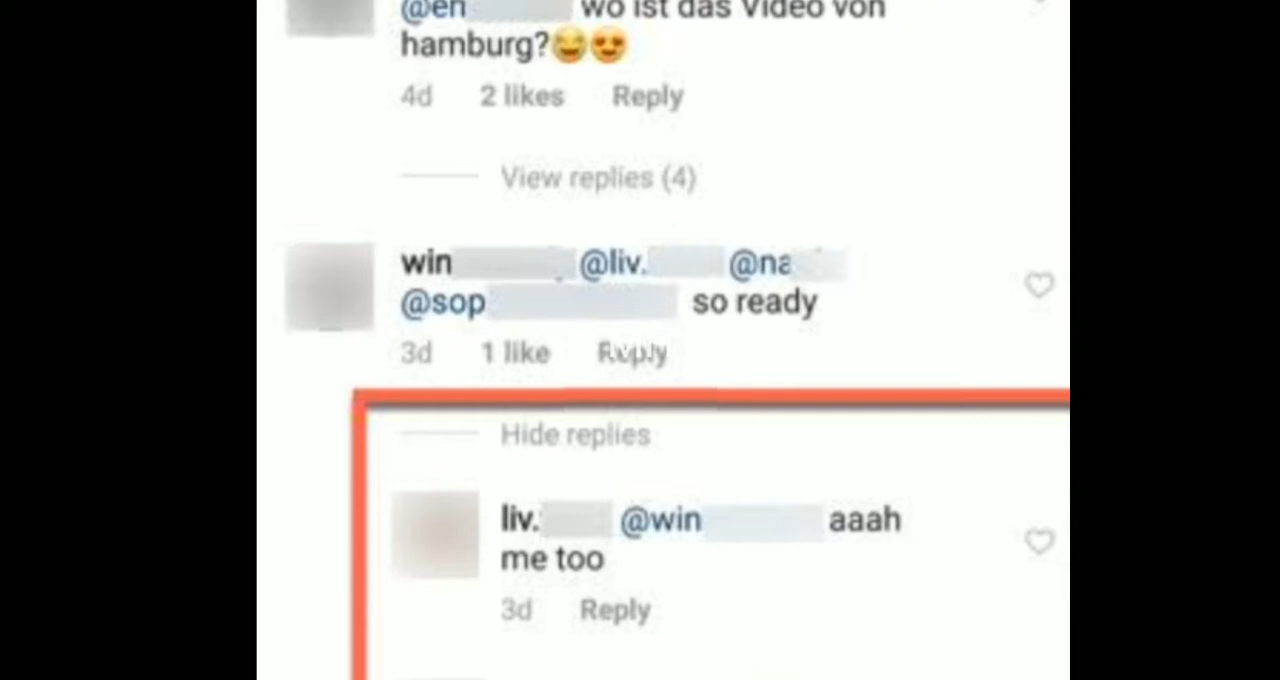 @en wo ist das Video von
hamburg?😂😍
4d 2 likes Reply
View replies (4)
win @liv. @na
@sop so ready
3d 1 like Reply
Hide replies
liv. @win aaah
me too
3d Reply